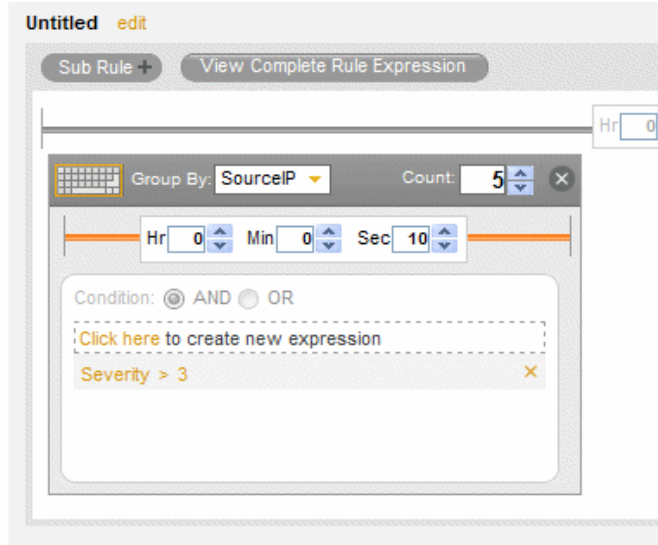 Untitled edit
Sub Rule + View Complete Rule Expression
Hr 0
Group By: SourceIP Count: 5
Hr 0 Min 0 Sec 10
Condition: AND OR
Click here to create new expression
Severity > 3